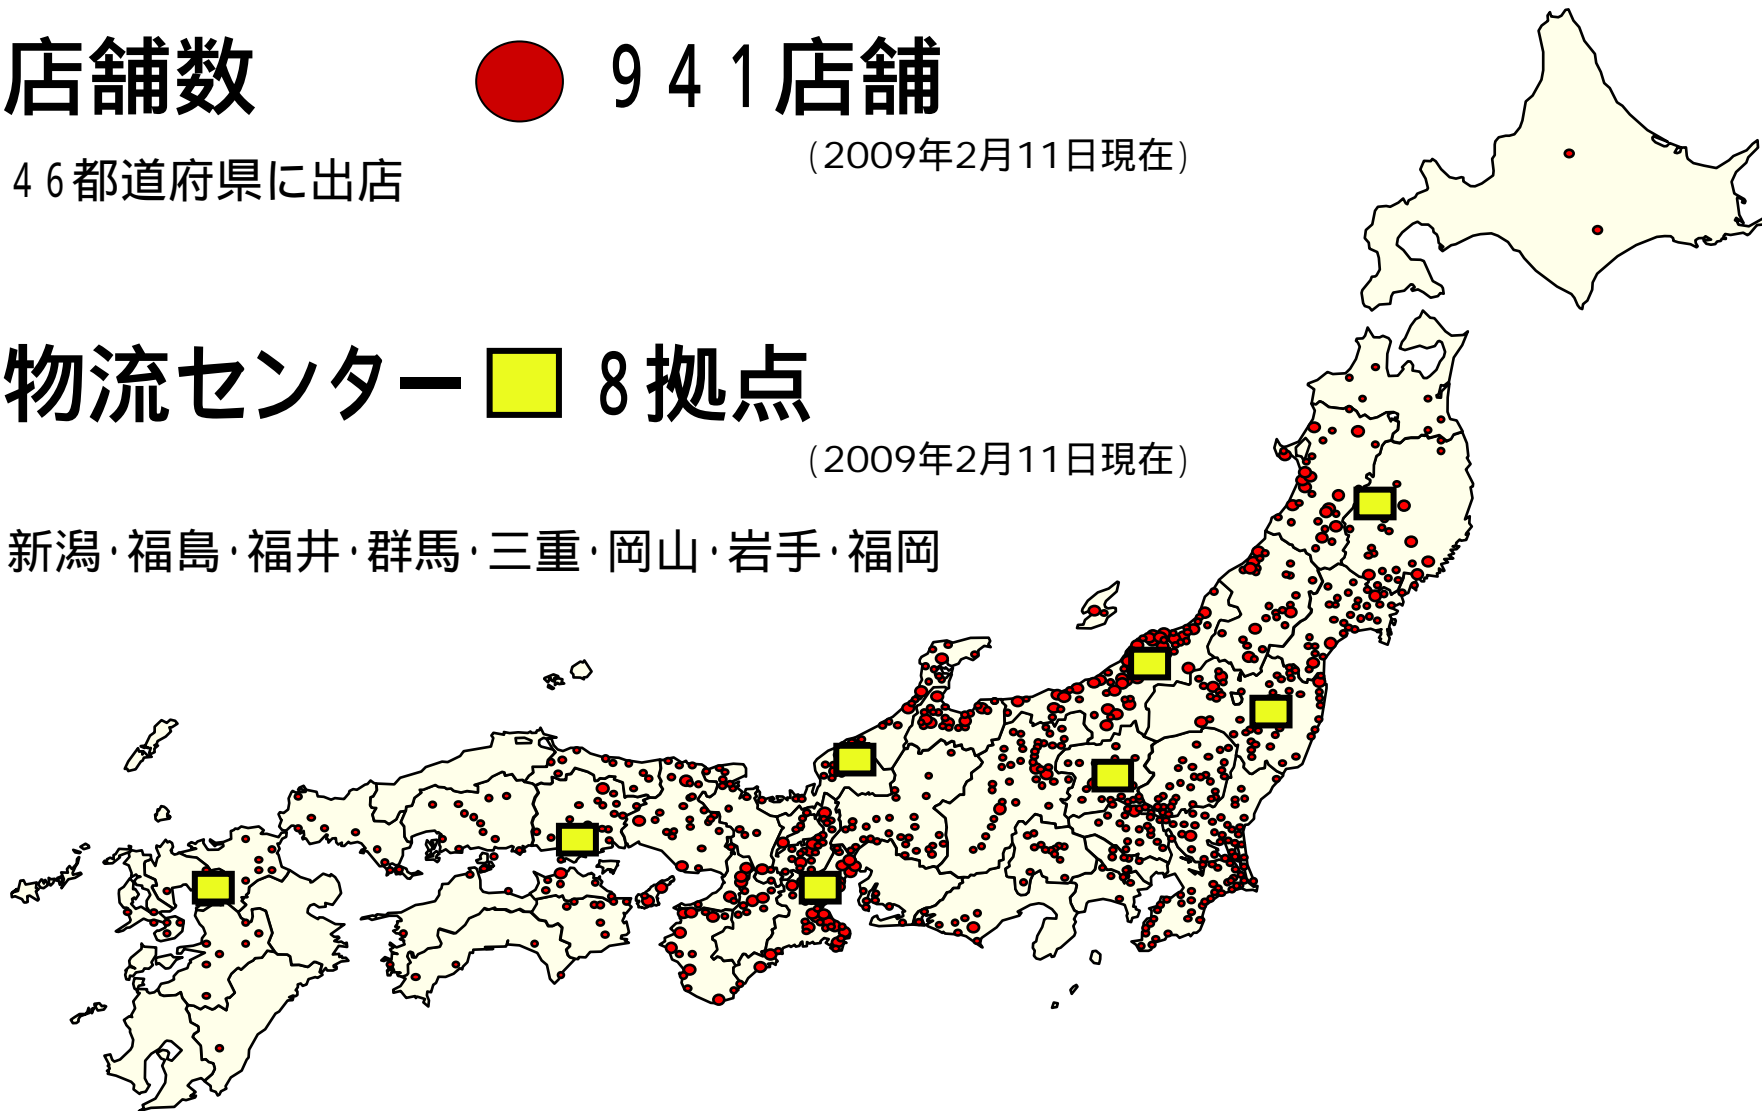 店舗数 941店舗
(2009年2月11日現在)
46都道府県に出店
物流センター 8拠点
(2009年2月11日現在)
新潟・福島・福井・群馬・三重・岡山・岩手・福岡